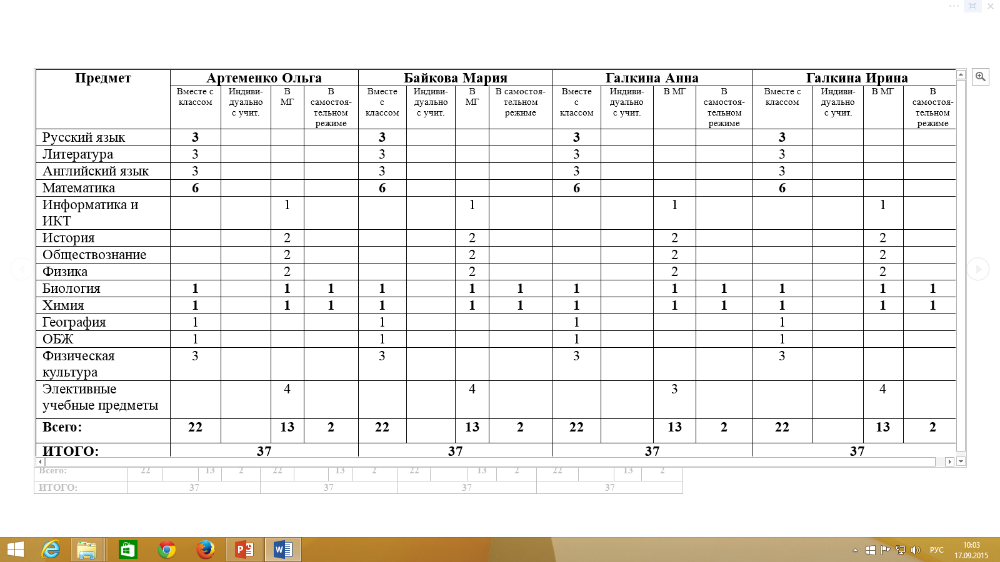 Предмет Артеменко Ольга Байкова Мария Галкина Анна Галкина Ирина
Вместе с классом Индиви-дуально с учит. В МГ В самостоя-тельном режиме Вместе с классом Индиви-дуально с учит. В МГ В самостоя-тельном режиме Вместе с классом Индиви-дуально с учит. В МГ В самостоя-тельном режиме Вместе с классом Индиви-дуально с учит. В МГ В самостоя-тельном режиме
Русский язык 3 3 3 3
Литература 3 3 3 3
Английский язык 3 3 3 3
Математика 6 6 6 6
Информатика и 1 1 1 1
ИКТ
История 2 2 2 2
Обществознание 2 2 2 2
Физика 2 2 2 2
Биология 1 1 1 1 1 1 1 1 1 1 1 1
Химия 1 1 1 1 1 1 1 1 1 1 1 1
География 1 1 1 1
ОБЖ 1 1 1 1
Физическая 3 3 3 3
культура
Элективные 4 4 3 4
учебные предметы
Всего: 22 13 2 22 13 2 22 13 2 22 13 2
ИТОГО: 37 37 37 37
Всего: 22 13 2 22 13 2 22 13 2 22 13 2
ИТОГО: 37 37 37 37
РУС 10:03
17.09.2015